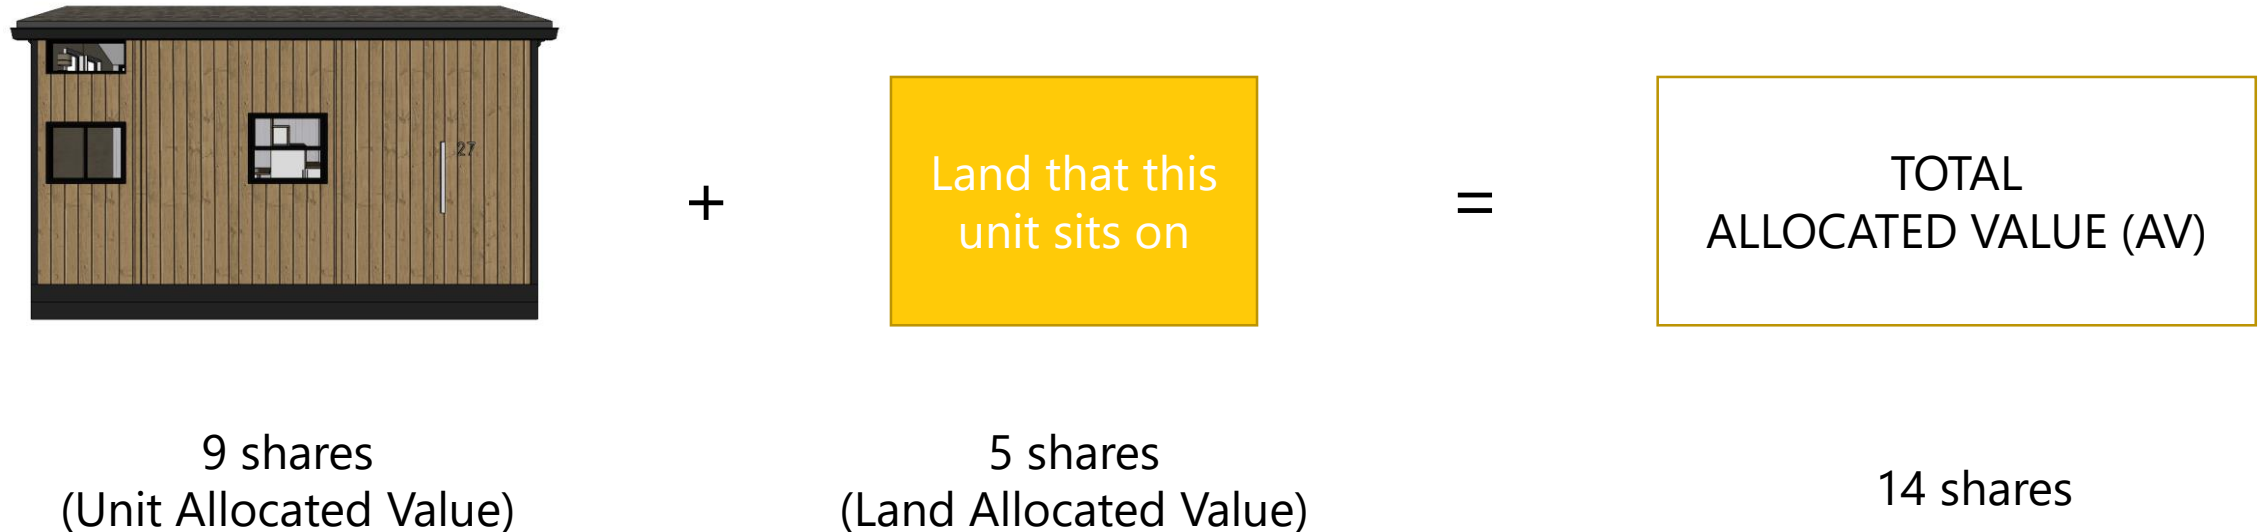 27
+
Land that this
unit sits on
=
TOTAL
ALLOCATED VALUE (AV)
9 shares
(Unit Allocated Value)
5 shares
(Land Allocated Value)
14 shares